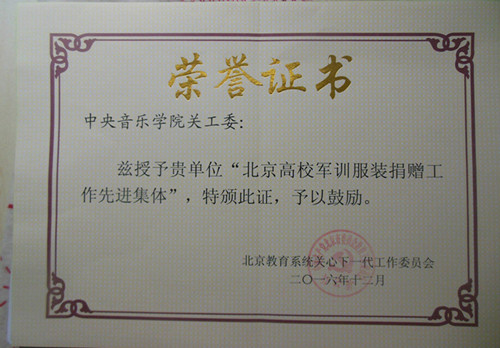 荣誉证书
中央音乐学院关工委：
兹授予贵单位“北京高校军训服装捐赠工
作先进集体”，特颁此证，予以鼓励。
北京教育系统关心下一代工作委员会
二〇一六年十二月